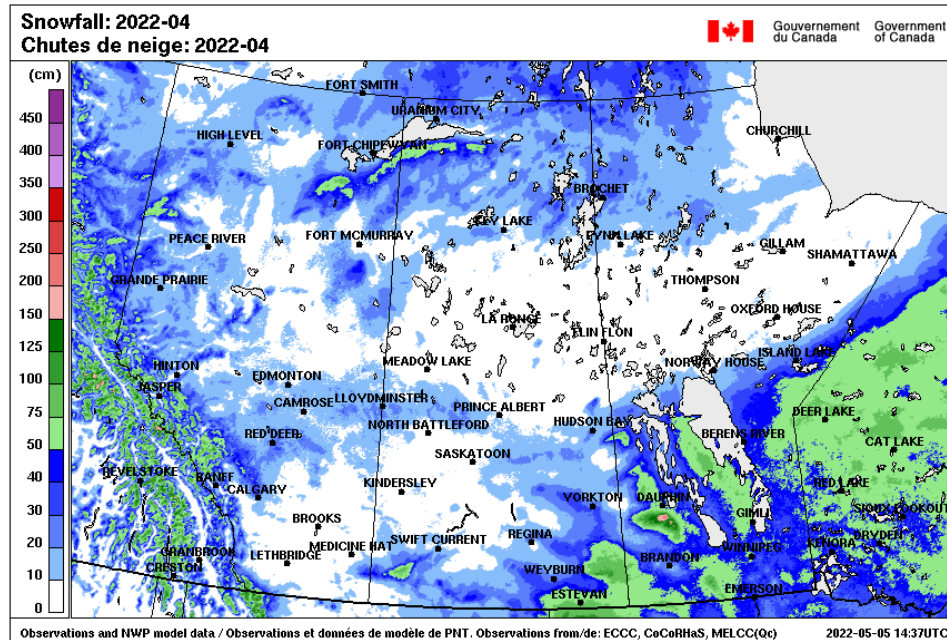 Snowfall: 2022-04
Chutes de neige: 2022-04
Gouvernement du Canada
Government of Canada
(cm)
450
400
350
300
250
200
150
125
100
75
50
40
30
20
10
0
FORT SMITH
URANIUM CITY
HIGH LEVEL
FORT CHIPEWYAN
CHURCHILL
BROCHET
KEY LAKE
PEACE RIVER
FORT MCMURRAY
LYNN LAKE
GILLAM
SHAMATTAWA
GRANDE PRAIRIE
THOMPSON
OXFORD HOUSE
LA RONGE
FLIN FLON
ISLAND LAKE
HINTON
MEADOW LAKE
NORWAY HOUSE
JASPER
EDMONTON
CAMROSE
LLOYDMINSTER
PRINCE ALBERT
DEER LAKE
RED DEER
NORTH BATTLEFORD
HUDSON BAY
BERENS RIVER
CAT LAKE
SASKATOON
REVELSTOKE
BANFF
CALGARY
KINDERSLEY
YORKTON
DAUPHIN
RED LAKE
GIMLI
SIOUX LOOKOUT
BROOKS
SWIFT CURRENT
REGINA
DRYDEN
KENORA
CRANBROOK
LETHBRIDGE
MEDICINE HAT
BRANDON
WINNIPEG
CRESTON
WEYBURN
ESTEVAN
EMERSON
Observations and NWP model data / Observations et données de modèle de PNT. Observations from/de: ECCC, CoCoRHaS, MELCC(Qc)
2022-05-05 14:37UTC